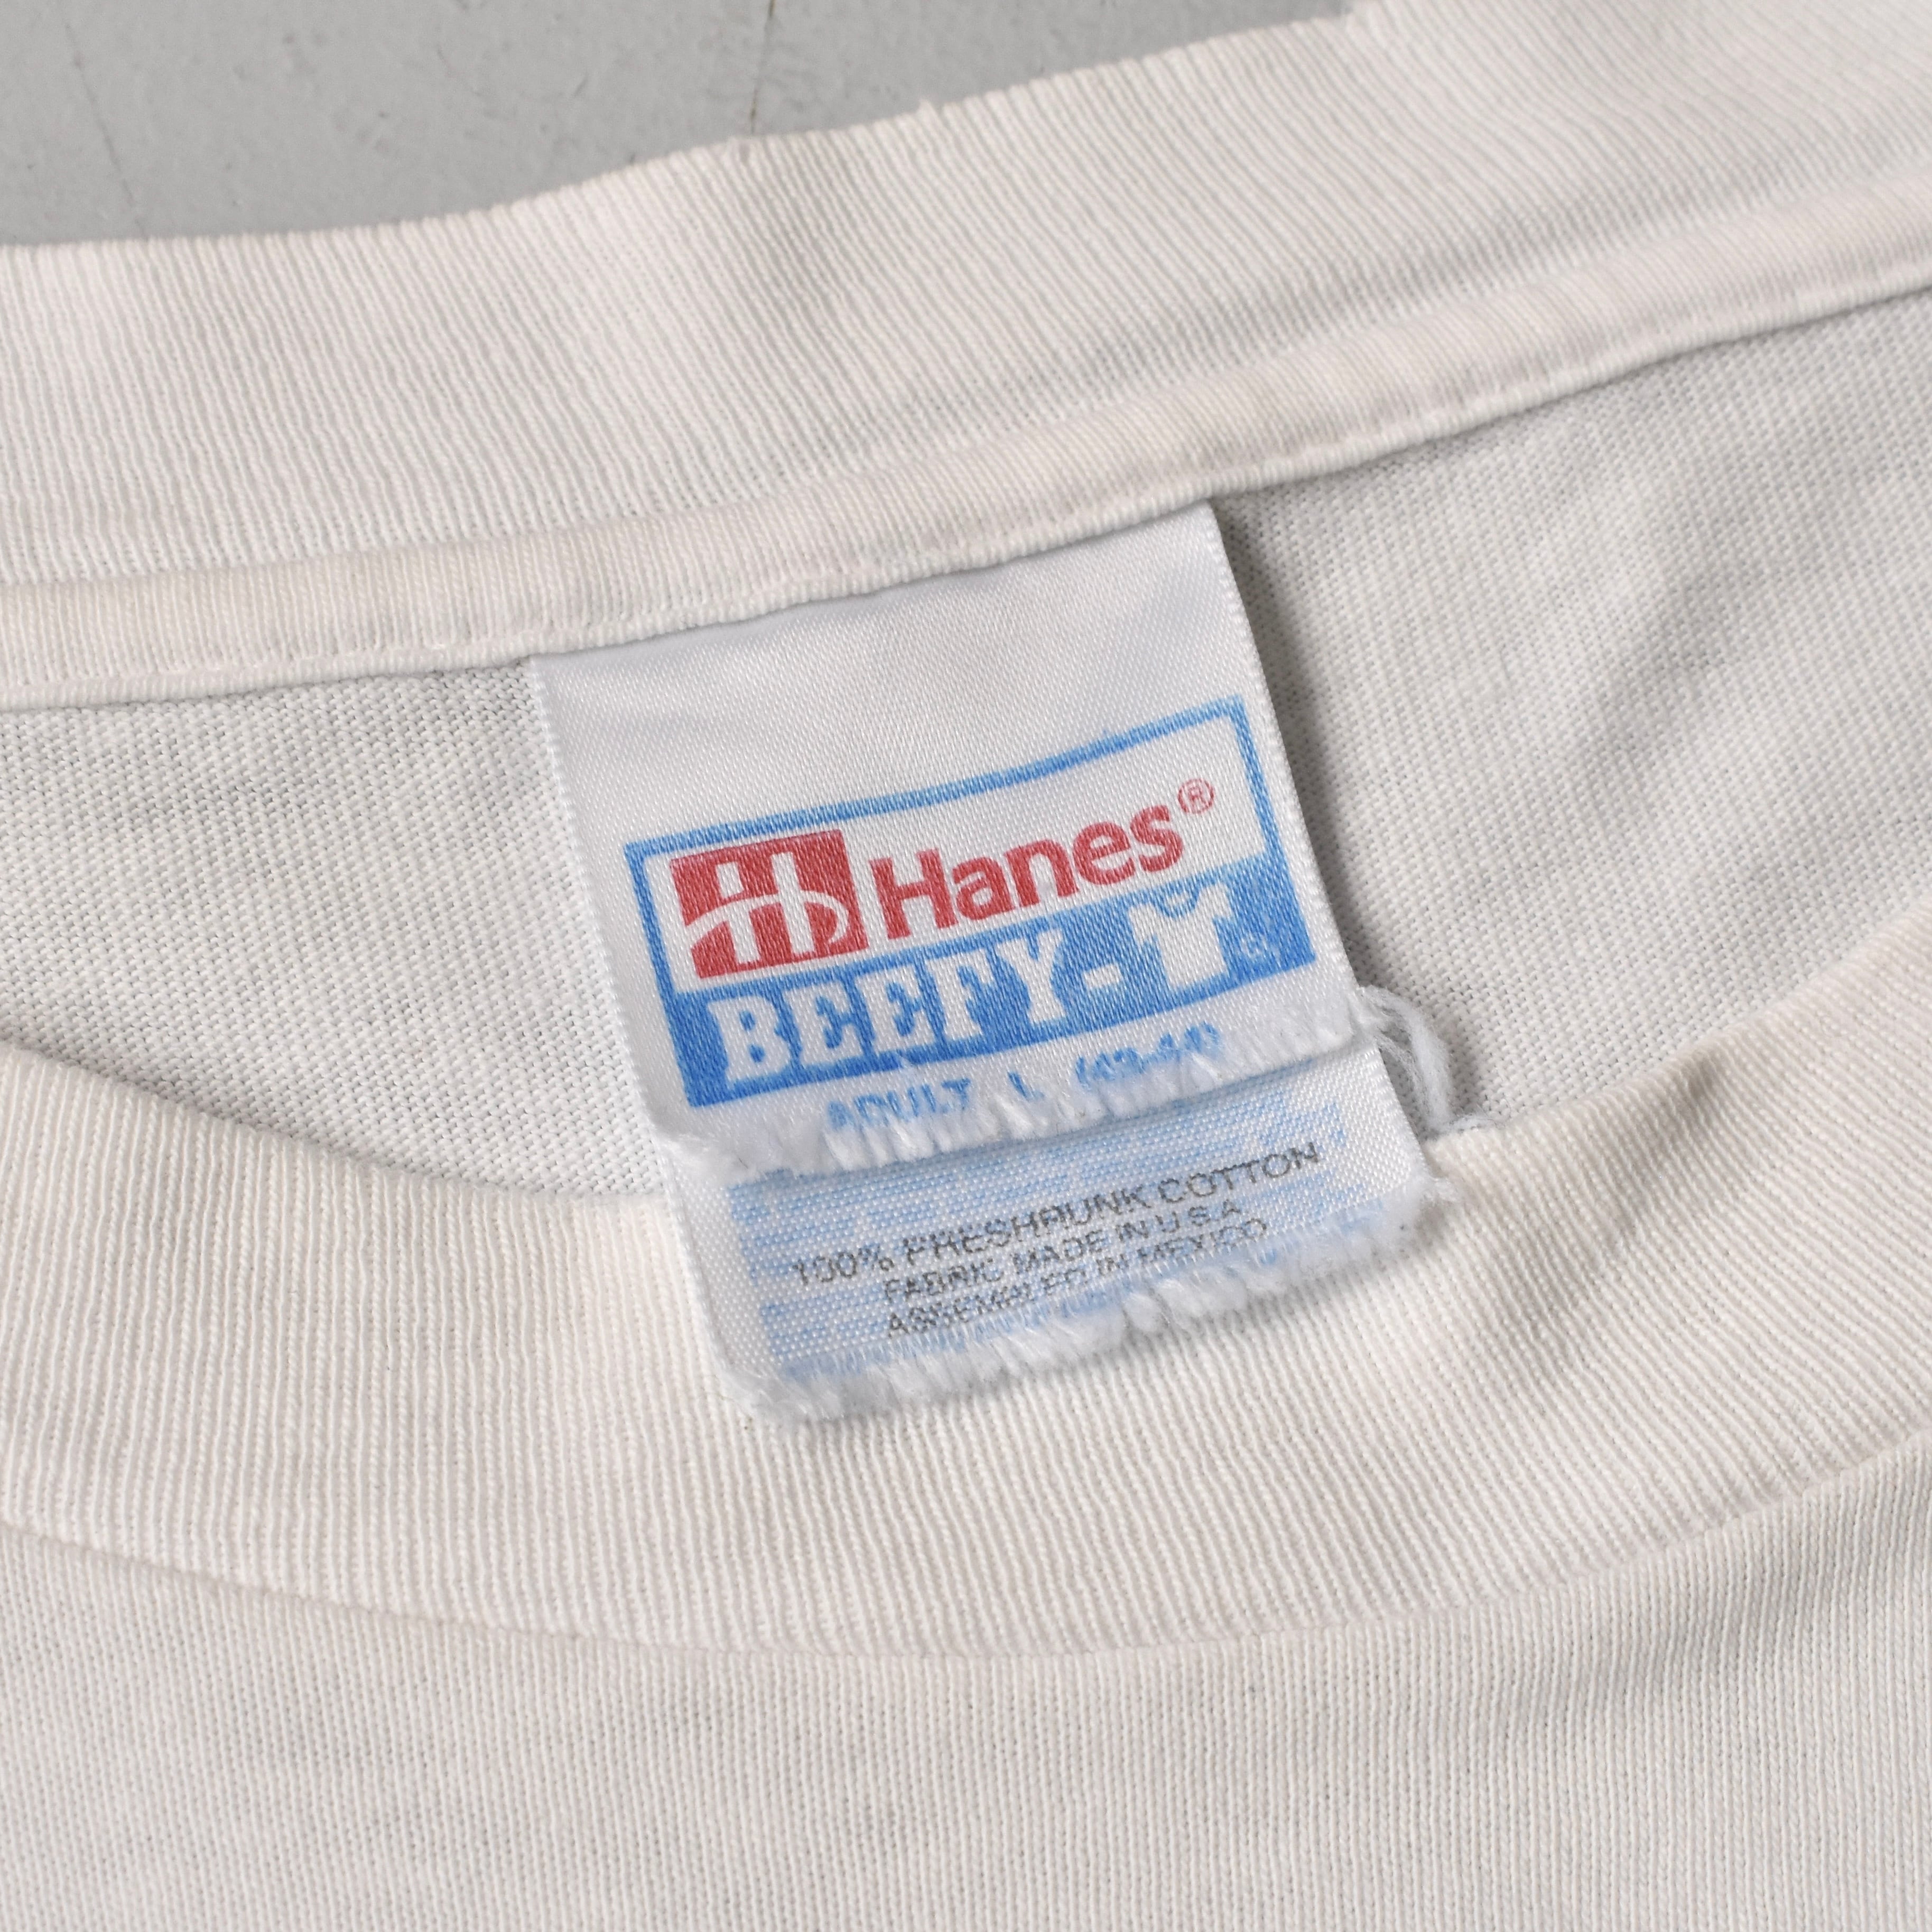 Hanes®
BEEFY-T
ADULT L (42-44)
100% PRESHRUNK COTTON
FABRIC MADE IN U.S.A.
ASSEMBLED IN MEXICO